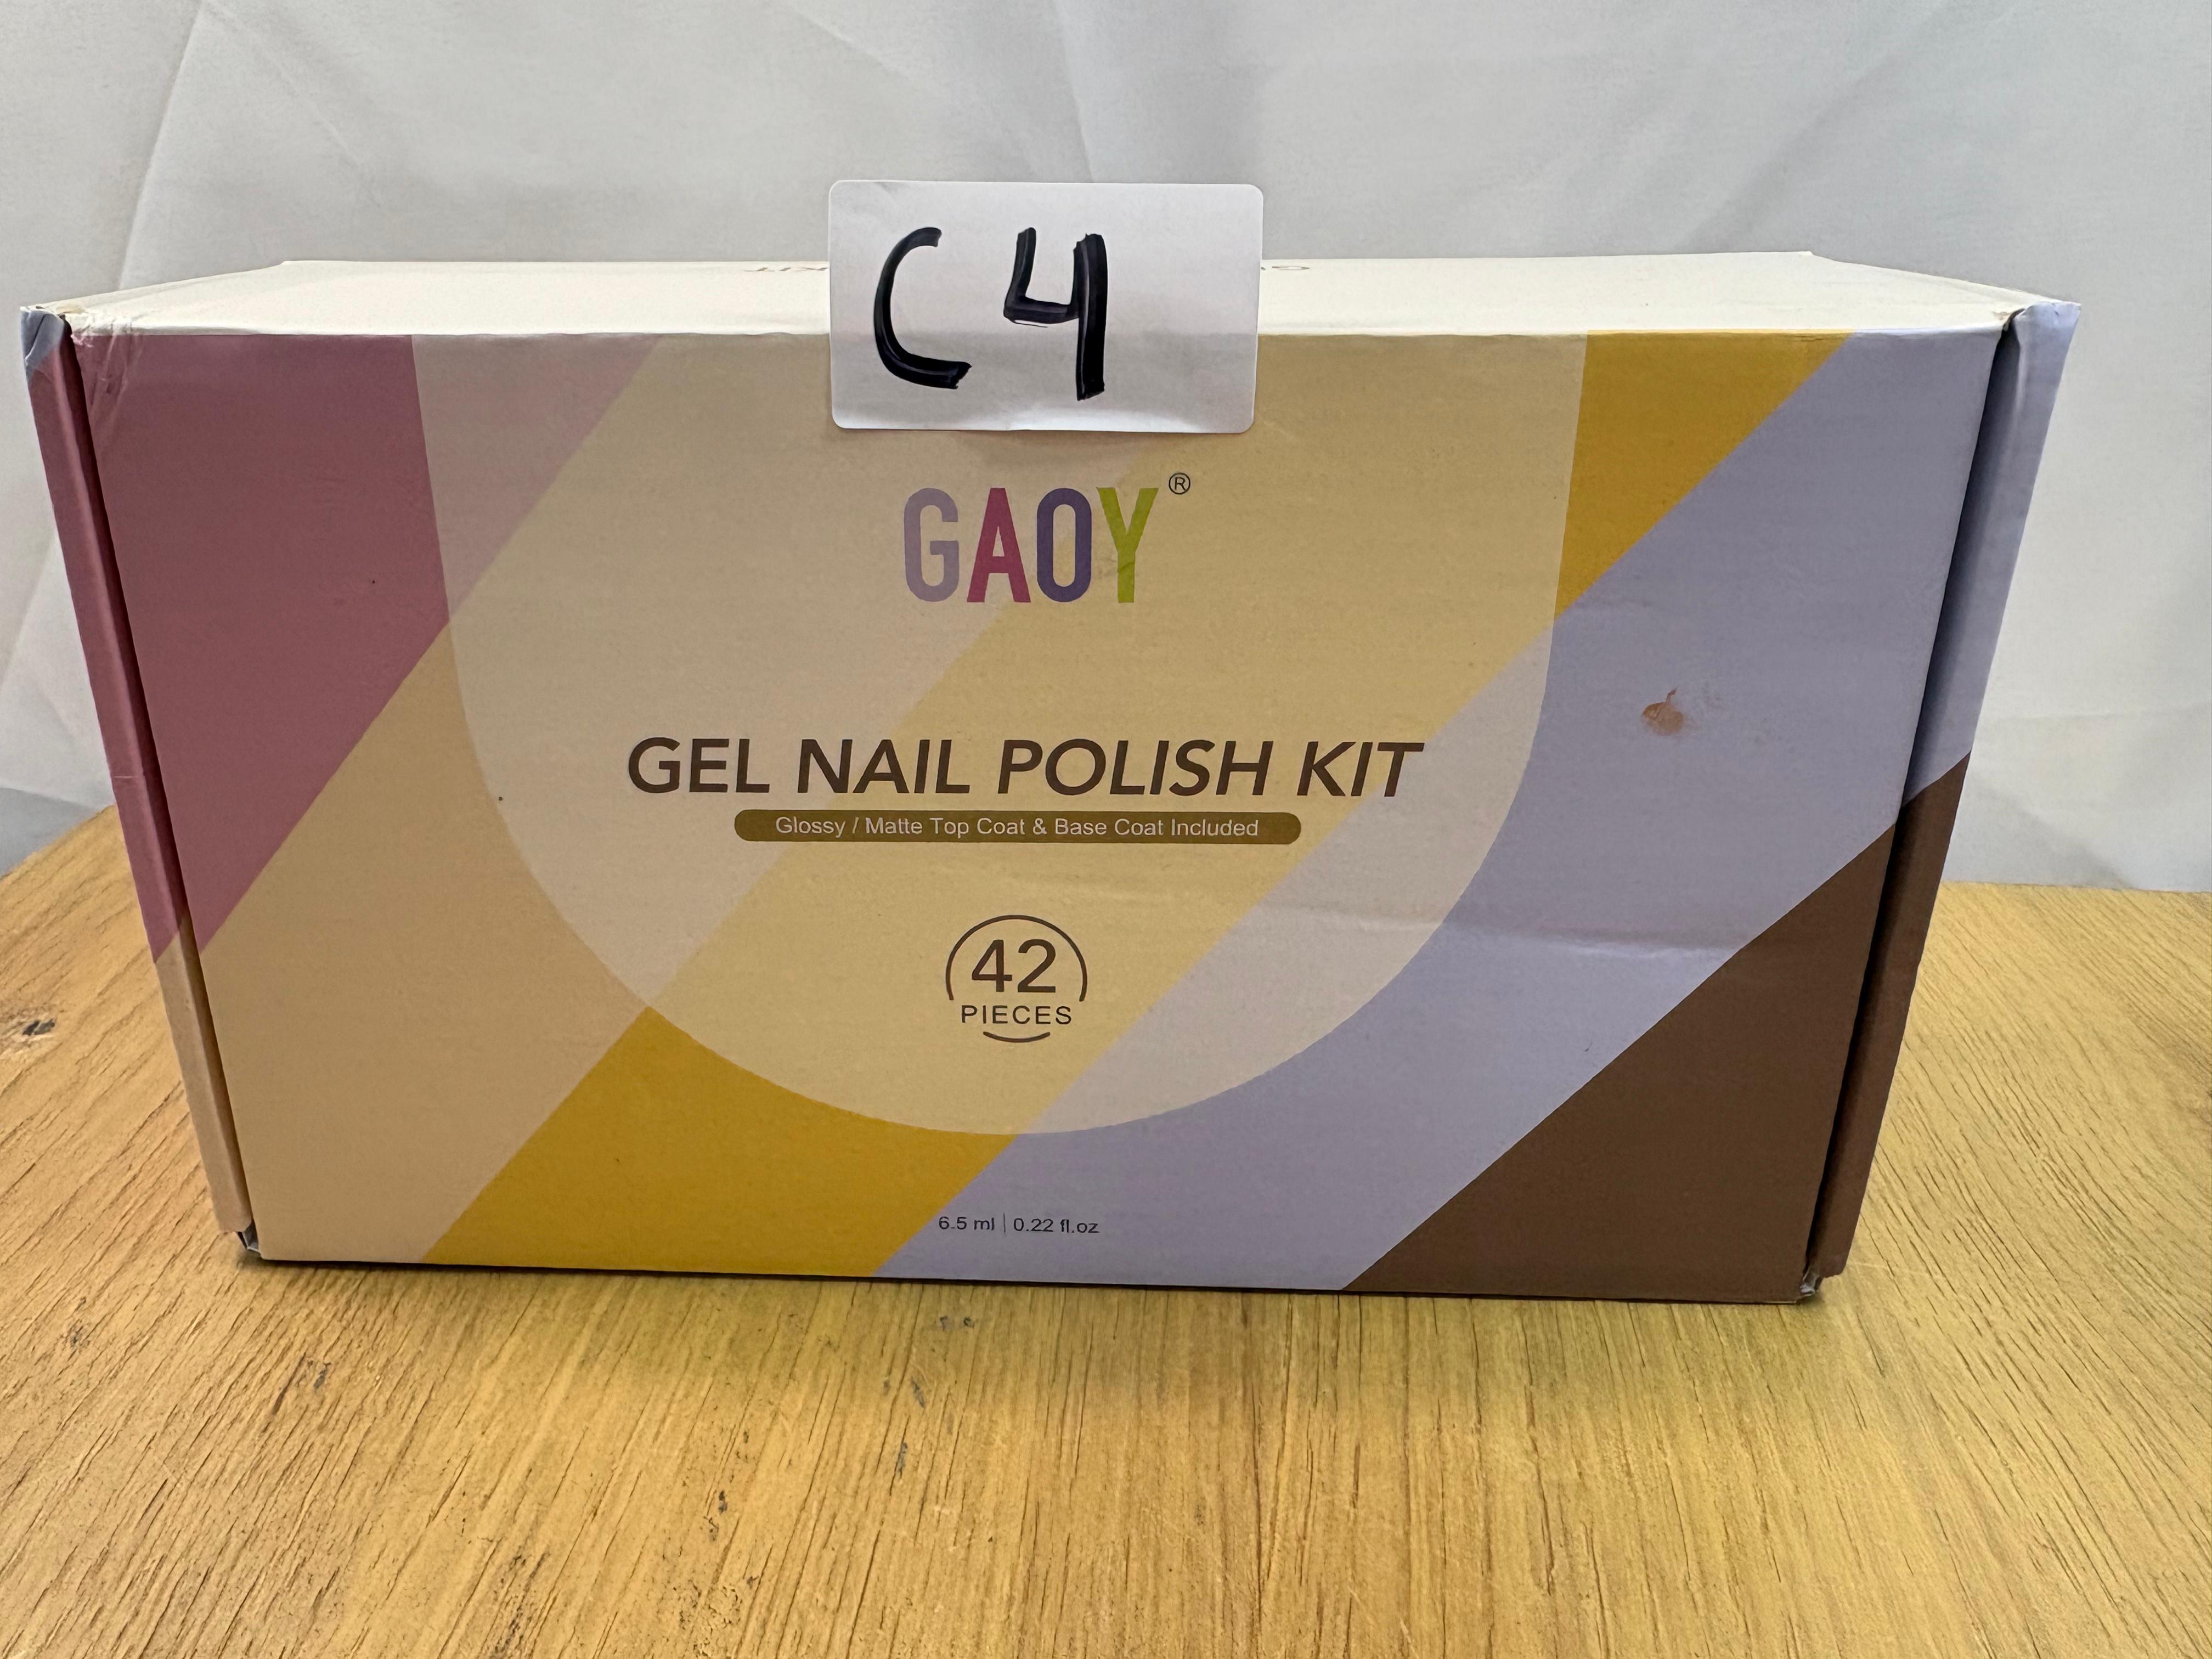 KIT
C4
GAOY®
GEL NAIL POLISH KIT
Glossy / Matte Top Coat & Base Coat Included
42
PIECES
6.5 ml | 0.22 fl.oz